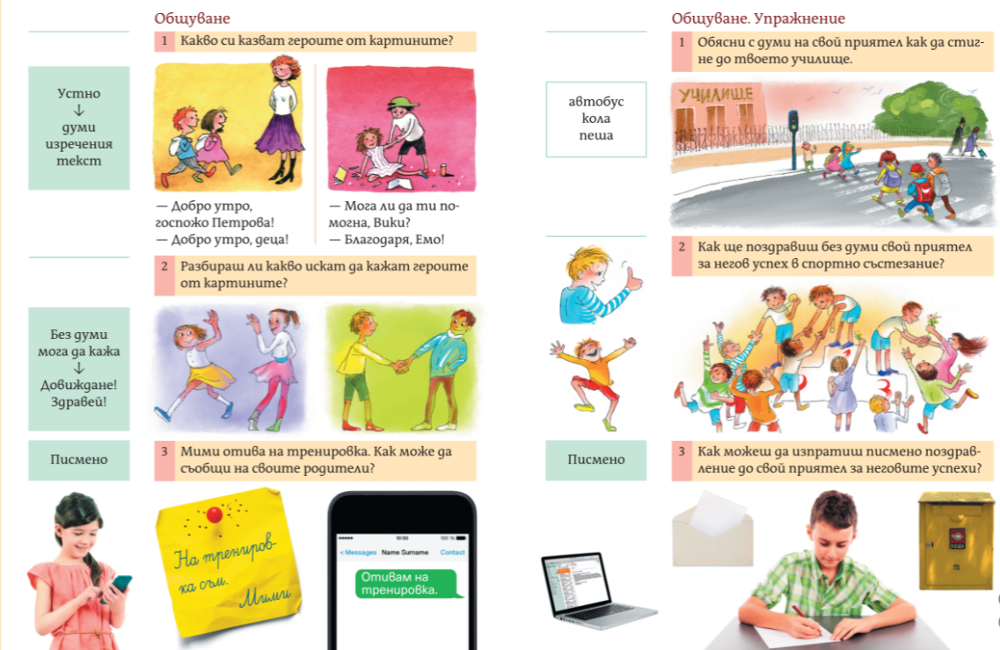 Общуване
1 Какво си казват героите от картините?
Устно
↓
думи
изречения
текст
— Добро утро,
госпожо Петрова!
— Добро утро, деца!
— Мога ли да ти по-
могна, Вики?
— Благодаря, Емо!
2 Разбираш ли какво искат да кажат героите
от картините?
Без думи
мога да кажа
↓
Довиждане!
Здравей!
Писмено
3 Мими отива на тренировка. Как може да
съобщи на своите родители?
На трениров-
ка съм.
Мими
10:50 100 %
< Messages Name Surname Contact
Отивам на
тренировка.
Общуване. Упражнение
1 Обясни с думи на свой приятел как да стиг-
не до твоето училище.
автобус
кола
пеша
УЧИЛИЩЕ
2 Как ще поздравиш без думи свой приятел
за негов успех в спортно състезание?
1
3
Писмено
3 Как можеш да изпратиш писмено поздрав-
ление до свой приятел за неговите успехи?